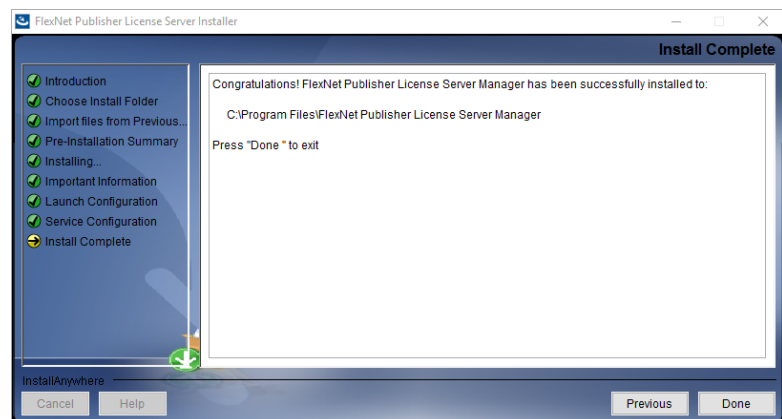 FlexNet Publisher License Server Installer
Install Complete
Introduction
Choose Install Folder
Import files from Previous...
Pre-Installation Summary
Installing...
Important Information
Launch Configuration
Service Configuration
Install Complete
Congratulations! FlexNet Publisher License Server Manager has been successfully installed to:
C:\Program Files\FlexNet Publisher License Server Manager
Press "Done " to exit
InstallAnywhere
Cancel Help Previous Done